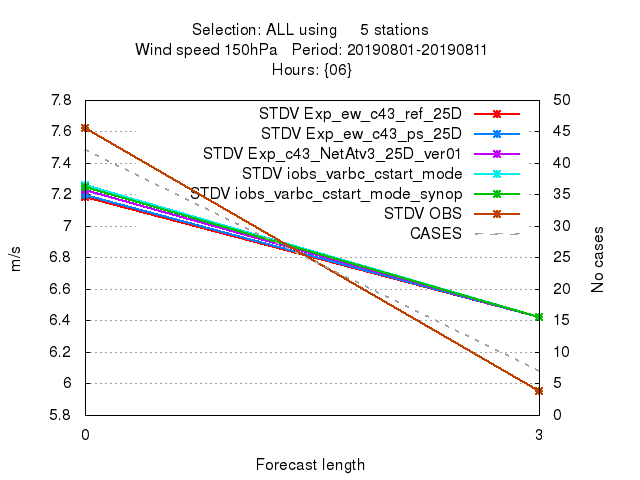 Selection: ALL using     5 stations
Wind speed 150hPa   Period: 20190801-20190811
Hours: {06}
7.8
7.6
7.4
7.2
7
6.8
6.6
6.4
6.2
6
5.8
m/s
STDV Exp_ew_c43_ref_25D
STDV Exp_ew_c43_ps_25D
STDV Exp_c43_NetAtv3_25D_ver01
STDV iobs_varbc_cstart_mode
STDV iobs_varbc_cstart_mode_synop
STDV OBS
CASES
50
45
40
35
30
25
20
15
10
5
0
No cases
0
3
Forecast length